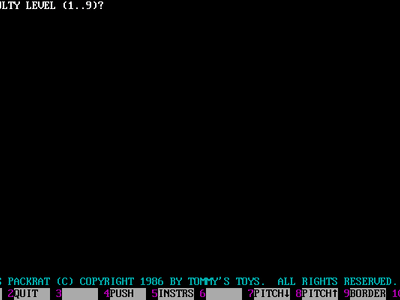 ULTY LEVEL (1..9)?
S PACKRAT (C) COPYRIGHT 1986 BY TOMMY'S TOYS.  ALL RIGHTS RESERVED.
2QUIT 3 4PUSH 5INSTRS 6 7PITCH↓ 8PITCH↑ 9BORDER 10